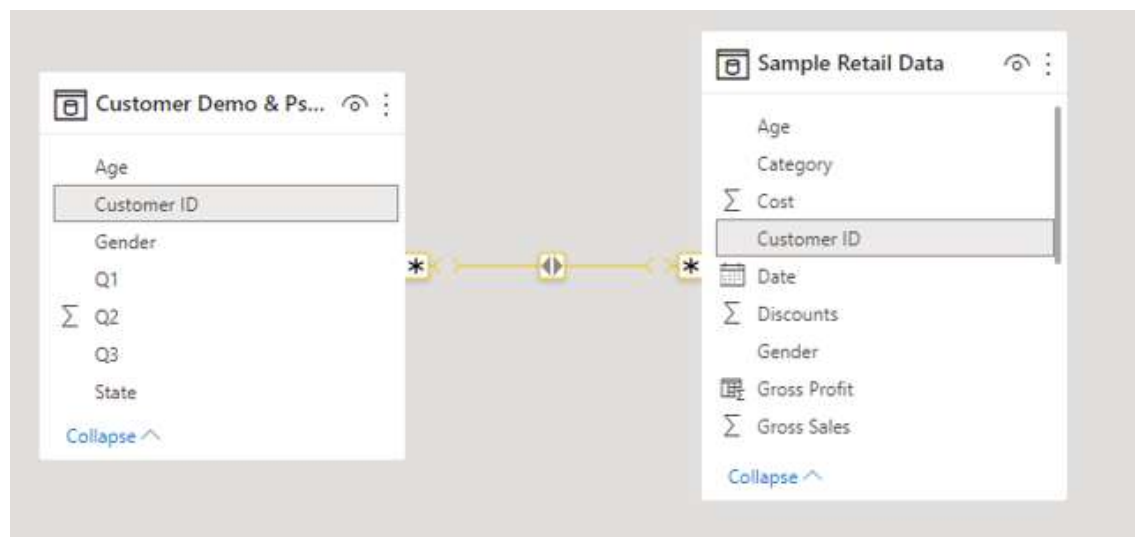 Customer Demo & Ps...
Age
Customer ID
Gender
Q1
Q2
Q3
State
Collapse
Sample Retail Data
Age
Category
Cost
Customer ID
Date
Discounts
Gender
Gross Profit
Gross Sales
Collapse